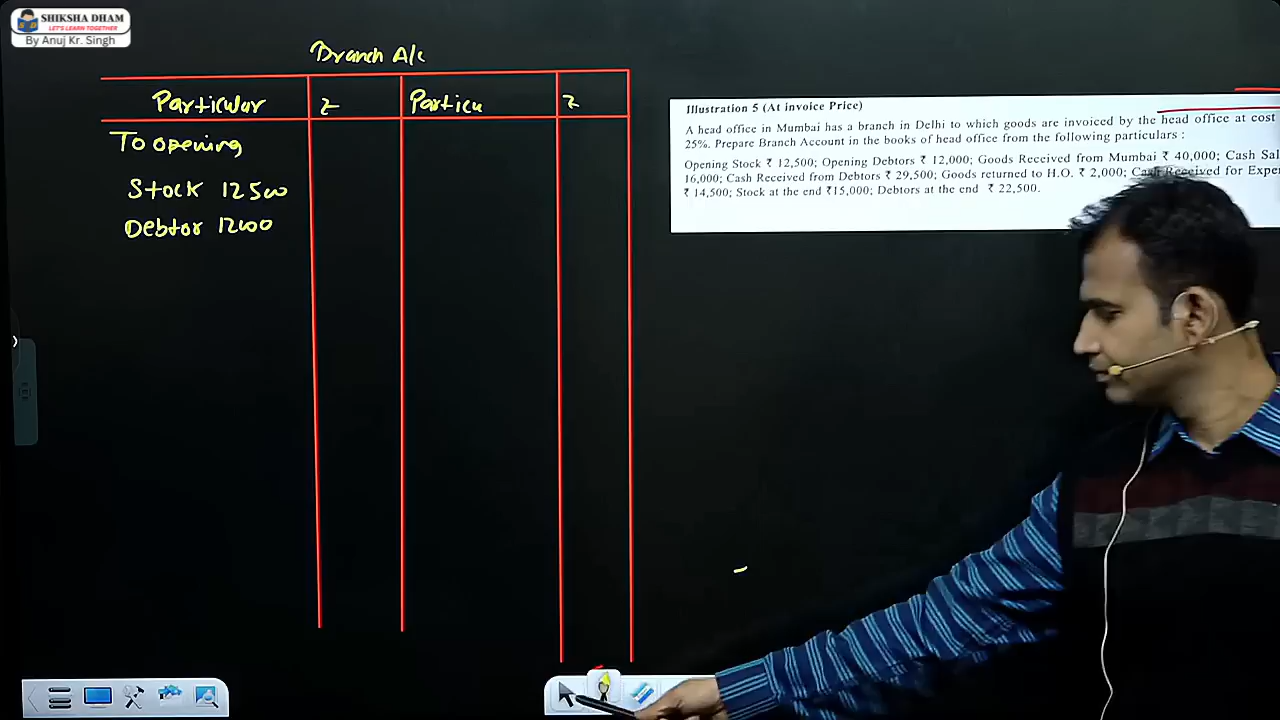 SHIKSHA DHAM
LET'S LEARN TOGETHER
By Anuj Kr. Singh
Branch A/c
Particular ₹ Particu ₹
To opening
Stock 12500
Debtor 12000
Illustration 5 (At invoice Price)
A head office in Mumbai has a branch in Delhi to which goods are invoiced by the head office at cost
25%. Prepare Branch Account in the books of head office from the following particulars :
Opening Stock ₹ 12,500; Opening Debtors ₹ 12,000; Goods Received from Mumbai ₹ 40,000; Cash Sal
16,000; Cash Received from Debtors ₹ 29,500; Goods returned to H.O. ₹ 2,000; Cash Received for Expe
₹ 14,500; Stock at the end ₹15,000; Debtors at the end ₹ 22,500.